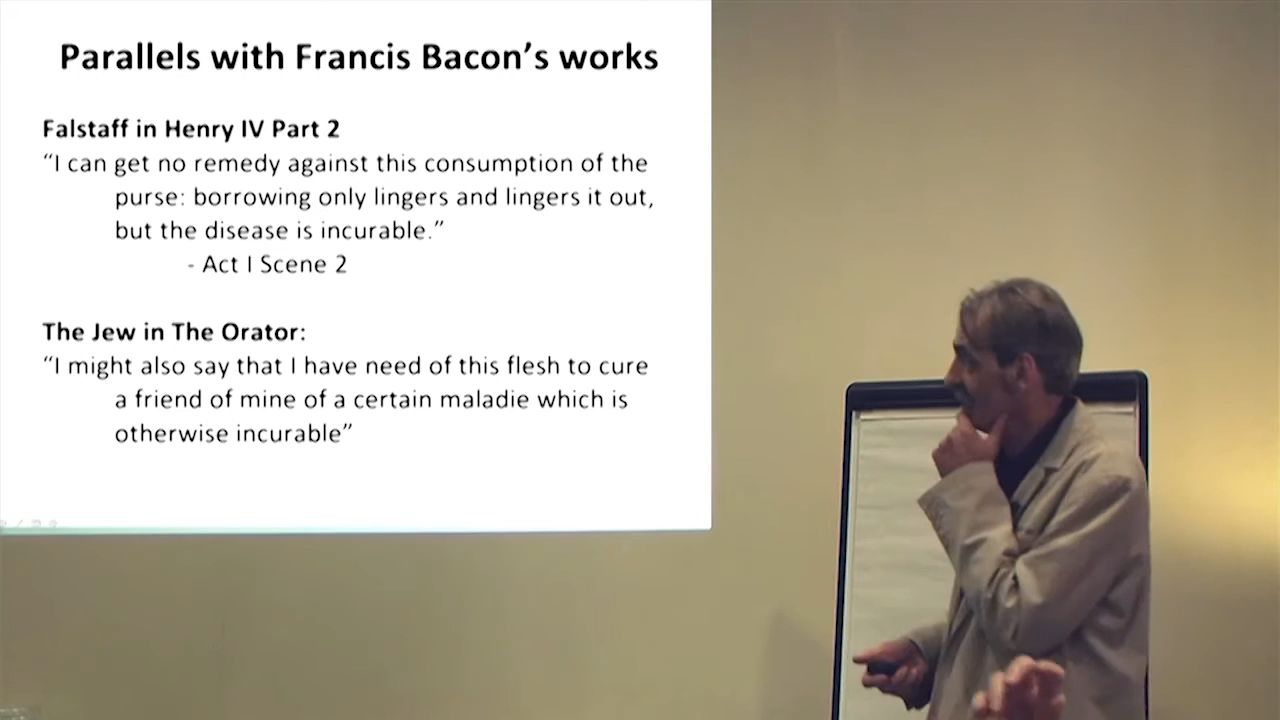 Parallels with Francis Bacon's works
Falstaff in Henry IV Part 2
“I can get no remedy against this consumption of the
purse: borrowing only lingers and lingers it out,
but the disease is incurable.”
- Act I Scene 2
The Jew in The Orator:
“I might also say that I have need of this flesh to cure
a friend of mine of a certain maladie which is
otherwise incurable”